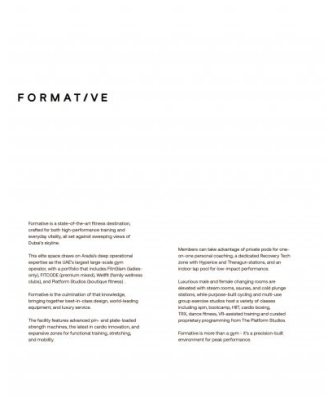 FORMATIVE
Formative is a state-of-the-art fitness destination,
crafted for both high-performance training and
everyday vitality, all set against sweeping views of
Dubai's skyline.
This elite space draws on Arada's deep operational
expertise as the UAE's largest large-scale gym
operator, with a portfolio that includes FitnGlam (ladies-
only), FITCODE (premium mixed), Wellfit (family wellness
clubs), and Platform Studios (boutique fitness).
Formative is the culmination of that knowledge,
bringing together best-in-class design, world-leading
equipment, and luxury service.
The facility features advanced pin- and plate-loaded
strength machines, the latest in cardio innovation, and
expansive zones for functional training, stretching,
and mobility.
Members can take advantage of private pods for one-
on-one personal coaching, a dedicated Recovery Tech
zone with Hyperice and Theragun stations, and an
indoor lap pool for low-impact performance.
Luxurious male and female changing rooms are
elevated with steam rooms, saunas, and cold plunge
stations, while purpose-built cycling and multi-use
group exercise studios host a variety of classes
including spin, bootcamp, HIIT, cardio boxing,
TRX, dance fitness, VR-assisted training and curated
proprietary programming from The Platform Studios.
Formative is more than a gym - it's a precision-built
environment for peak performance.